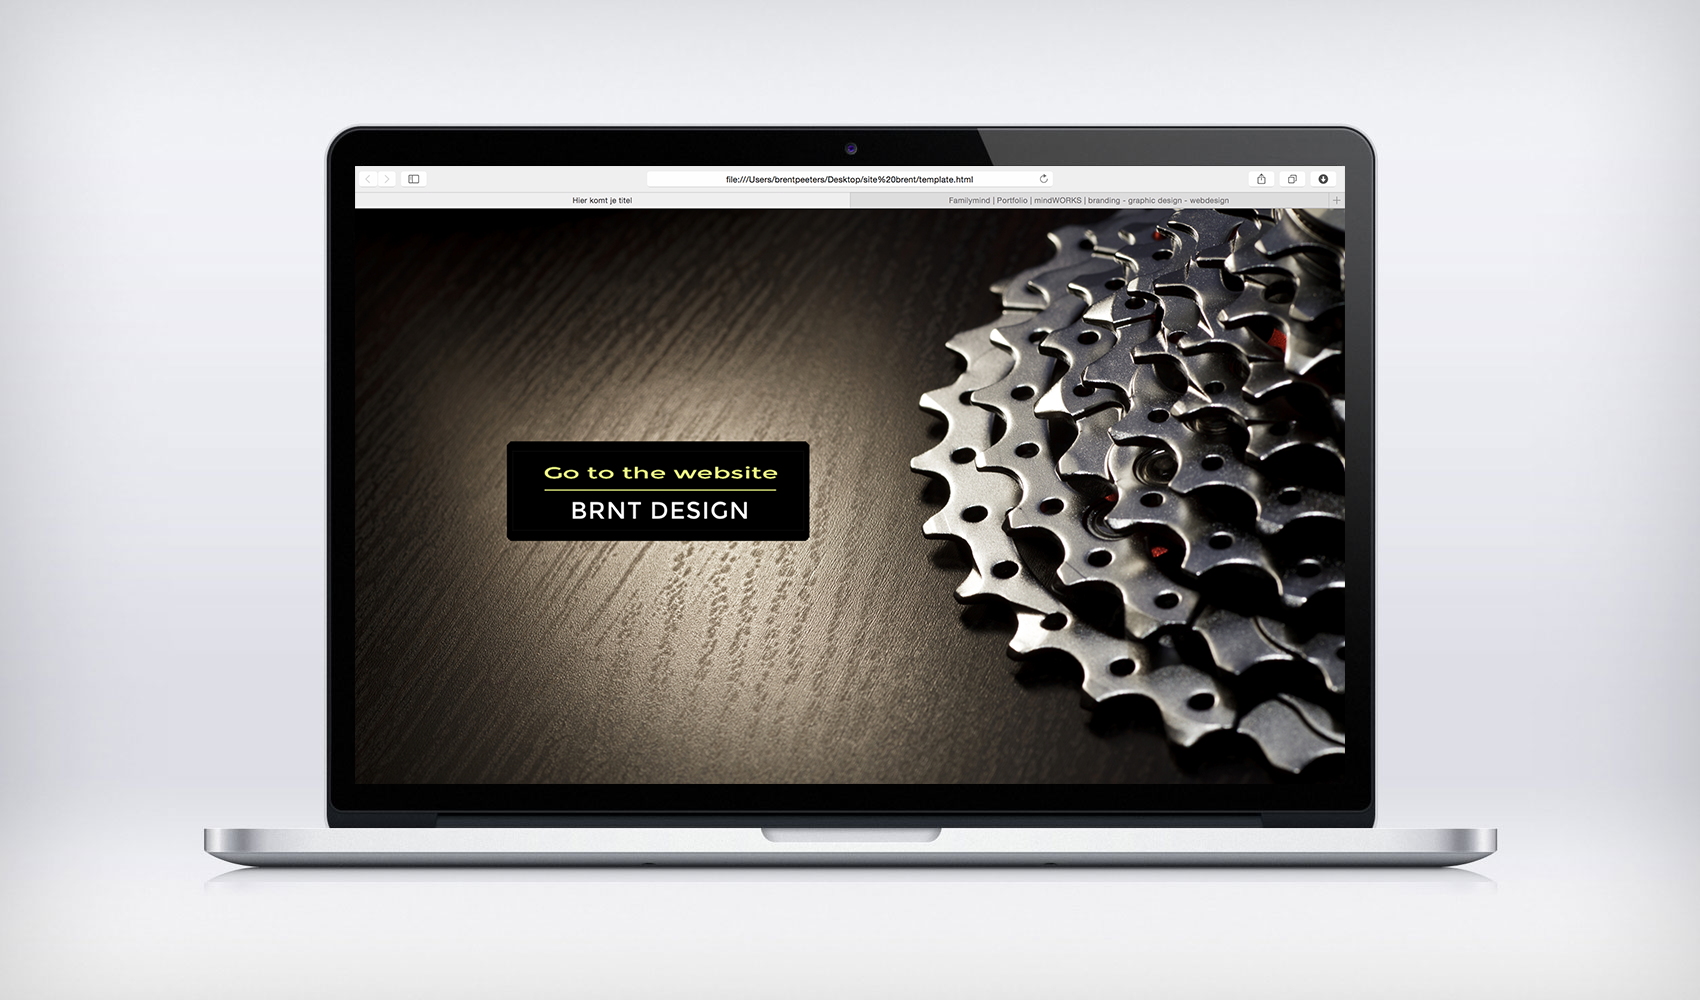 file:///Users/brentpeeters/Desktop/site%20brent/template.html
Hier komt je titel
Familymind | Portfolio | mindWORKS | branding - graphic design - webdesign
Go to the website
BRNT DESIGN